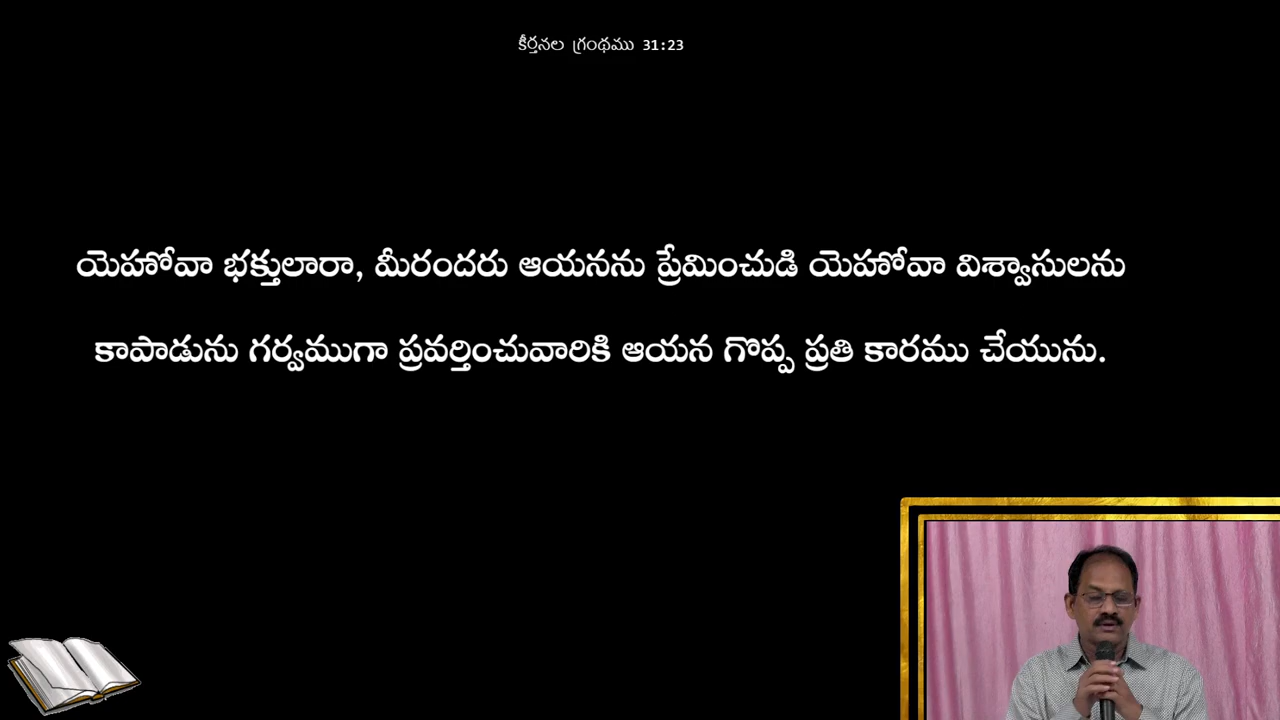 కీర్తనల గ్రంథము 31:23
యెహోవా భక్తులారా, మీరందరు ఆయనను ప్రేమించుడి యెహోవా విశ్వాసులను
కాపాడును గర్వముగా ప్రవర్తించువారికి ఆయన గొప్ప ప్రతి కారము చేయును.